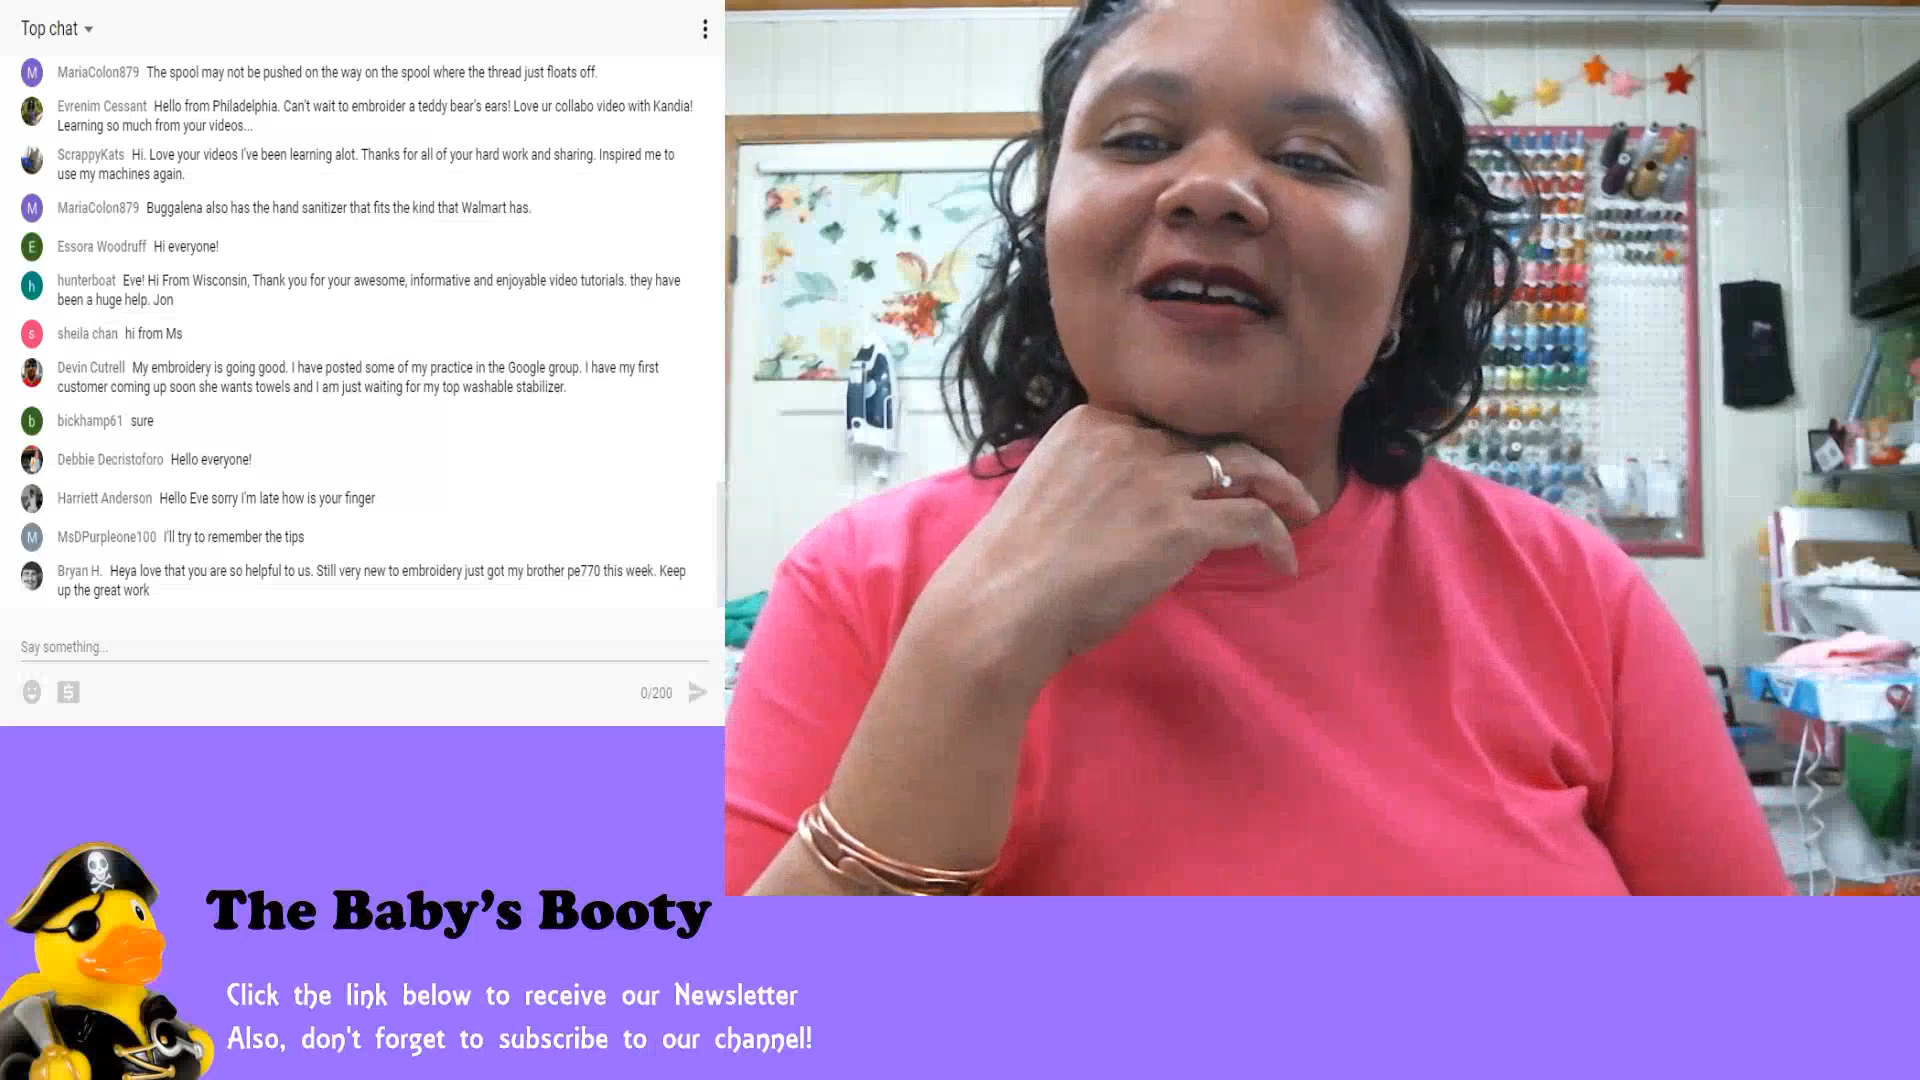 Top chat
MariaColon879 The spool may not be pushed on the way on the spool where the thread just floats off.
Evrenim Cessant Hello from Philadelphia. Can't wait to embroider a teddy bear's ears! Love ur collabo video with Kandia!
Learning so much from your videos...
ScrappyKats Hi. Love your videos I've been learning alot. Thanks for all of your hard work and sharing. Inspired me to
use my machines again.
M
MariaColon879 Buggalena also has the hand sanitizer that fits the kind that Walmart has.
E
Essora Woodruff Hi everyone!
h
hunterboat Eve! Hi From Wisconsin, Thank you for your awesome, informative and enjoyable video tutorials. they have
been a huge help. Jon
s
sheila chan hi from Ms
Devin Cutrell My embroidery is going good. I have posted some of my practice in the Google group. I have my first
customer coming up soon she wants towels and I am just waiting for my top washable stabilizer.
b
bickhamp61 sure
Debbie Decristoforo Hello everyone!
Harriett Anderson Hello Eve sorry I'm late how is your finger
M
MsDPurpleone100 I'll try to remember the tips
Bryan H. Heya love that you are so helpful to us. Still very new to embroidery just got my brother pe770 this week. Keep
up the great work
Say something...
0/200
The Baby's Booty
Click the link below to receive our Newsletter
Also, don't forget to subscribe to our channel!